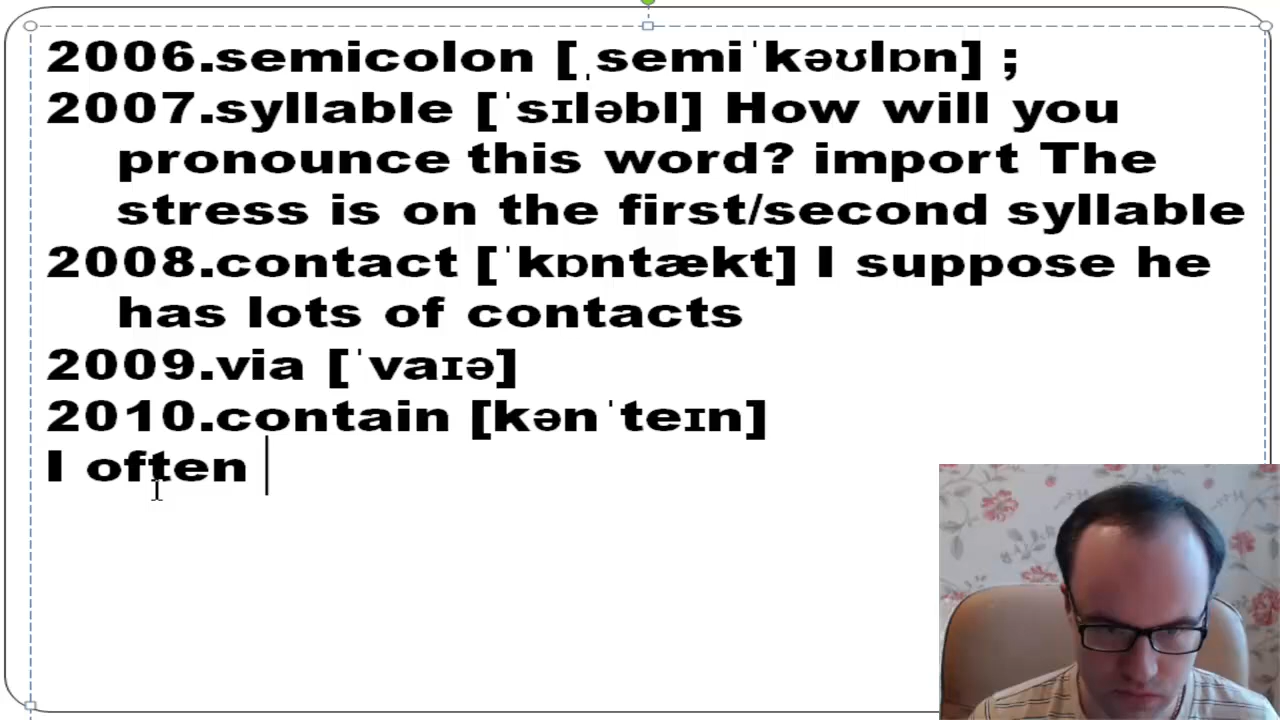 2006.semicolon [ˌsemiˈkəʊlɒn] ;
2007.syllable [ˈsɪləbl] How will you
pronounce this word? import The
stress is on the first/second syllable
2008.contact [ˈkɒntækt] I suppose he
has lots of contacts
2009.via [ˈvaɪə]
2010.contain [kənˈteɪn]
I often